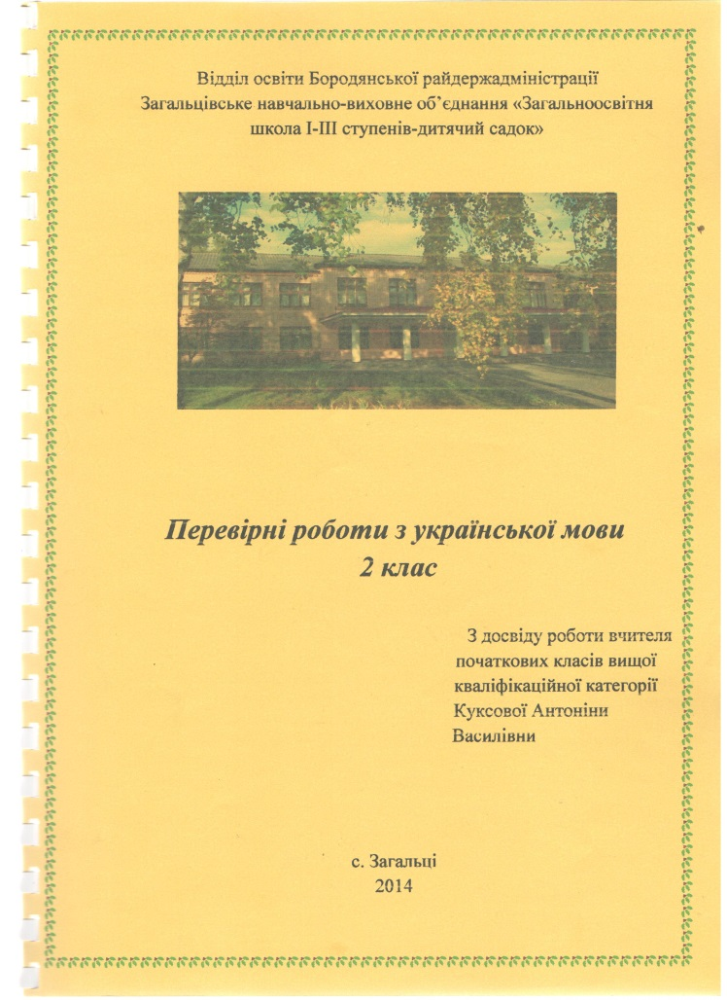 Відділ освіти Бородянської райдержадміністрації
Загальцівське навчально-виховне об’єднання «Загальноосвітня
школа І-ІІІ ступенів-дитячий садок»
Перевірні роботи з української мови
2 клас
З досвіду роботи вчителя
початкових класів вищої
кваліфікаційної категорії
Куксової Антоніни
Василівни
с. Загальці
2014